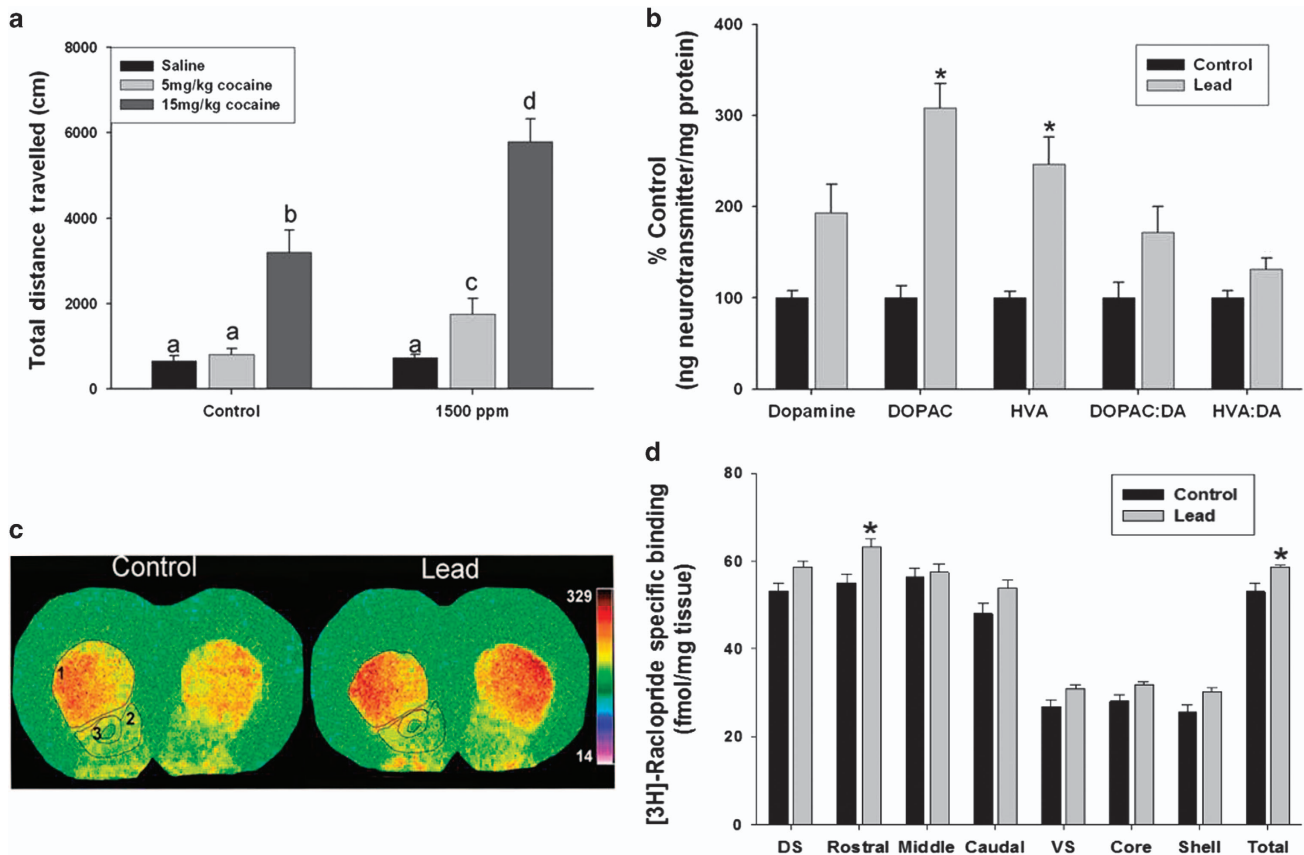 a
Total distance travelled (cm)
8000
6000
4000
2000
0
Saline
5mg/kg cocaine
15mg/kg cocaine
a
a
b
a
c
d
Control
1500 ppm
b
% Control
(ng neurotransmitter/mg protein)
400
300
200
100
0
Control
Lead
*
*
Dopamine
DOPAC
HVA
DOPAC:DA
HVA:DA
c
Control
Lead
1
2
3
329
14
d
[3H]-Raclopride specific binding
(fmol/mg tissue)
80
60
40
20
0
Control
Lead
*
*
DS
Rostral
Middle
Caudal
VS
Core
Shell
Total